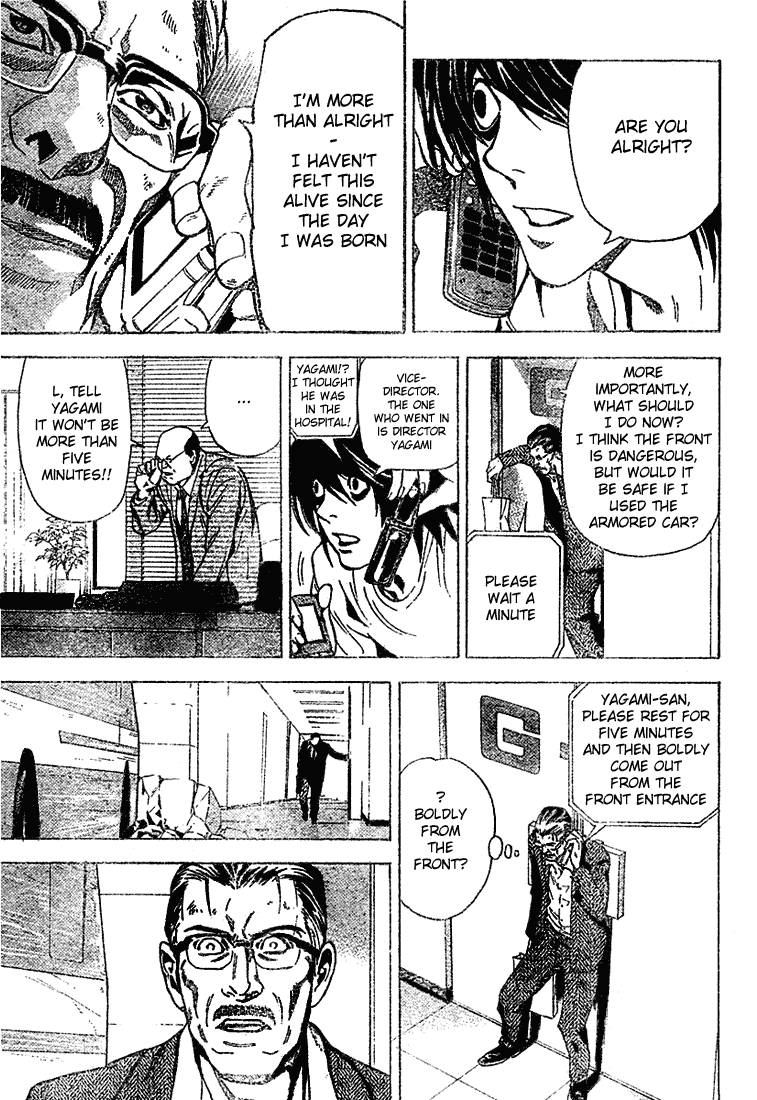 ARE YOU
ALRIGHT?
I'M MORE
THAN ALRIGHT
-
I HAVEN'T
FELT THIS
ALIVE SINCE
THE DAY
I WAS BORN
MORE
IMPORTANTLY,
WHAT SHOULD
I DO NOW?
I THINK THE FRONT
IS DANGEROUS,
BUT WOULD IT
BE SAFE IF I
USED THE
ARMORED CAR?
PLEASE
WAIT A
MINUTE
VICE-
DIRECTOR.
THE ONE
WHO WENT IN
IS DIRECTOR
YAGAMI
YAGAMI!?
I THOUGHT
HE WAS
IN THE
HOSPITAL!
...
L, TELL
YAGAMI
IT WON'T BE
MORE THAN
FIVE
MINUTES!!
YAGAMI-SAN,
PLEASE REST FOR
FIVE MINUTES
AND THEN BOLDLY
COME OUT
FROM THE
FRONT ENTRANCE
?
BOLDLY
FROM
THE
FRONT?